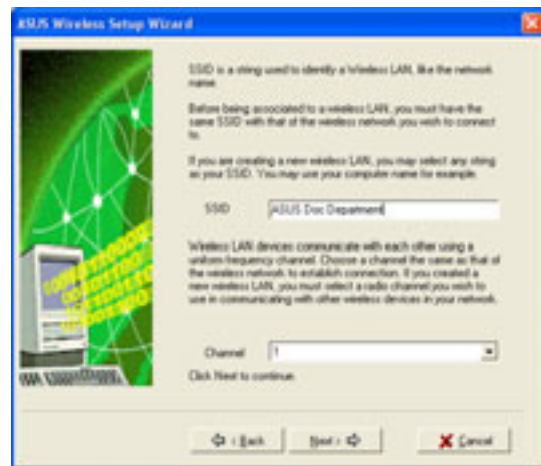 ASUS Wireless Setup Wizard
SSID is a string used to identify a Wireless LAN, like the network
name.
Before being associated to a wireless LAN, you must have the
same SSID with that of the wireless network you wish to connect
to.
If you are creating a new wireless LAN, you may select any string
as your SSID. You may use your computer name for example.
SSID ASUS Doc Department
Wireless LAN devices communicate with each other using a
uniform frequency channel. Choose a channel the same as that of
the wireless network to establish connection. If you created a
new wireless LAN, you must select a radio channel you wish to
use in communicating with other wireless devices in your network.
Channel 1
Click Next to continue.
< Back Next > Cancel